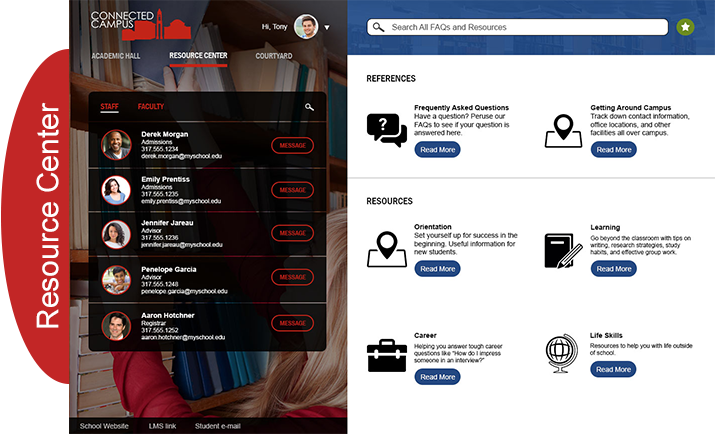 Resource Center
CONNECTED
CAMPUS
Hi, Tony
ACADEMIC HALL RESOURCE CENTER COURTYARD
STAFF FACULTY
Derek Morgan
Admissions
317.555.1234
derek.morgan@myschool.edu
MESSAGE
Emily Prentiss
Admissions
317.555.1235
emily.prentiss@myschool.edu
MESSAGE
Jennifer Jareau
Advisor
317.555.1236
jennifer.jareau@myschool.edu
MESSAGE
Penelope Garcia
Advisor
317.555.1248
penelope.garcia@myschool.edu
MESSAGE
Aaron Hotchner
Registrar
317.555.1252
aaron.hotchner@myschool.edu
MESSAGE
School Website LMS link Student e-mail
Search All FAQs and Resources
REFERENCES
Frequently Asked Questions
Have a question? Peruse our
FAQs to see if your question is
answered here.
Read More
Getting Around Campus
Track down contact information,
office locations, and other
facilities all over campus.
Read More
RESOURCES
Orientation
Set yourself up for success in the
beginning. Useful information for
new students.
Read More
Learning
Go beyond the classroom with tips on
writing, research strategies, study
habits, and effective group work.
Read More
Career
Helping you answer tough career
questions like "How do I impress
someone in an interview?"
Read More
Life Skills
Resources to help you with life outside
of school.
Read More